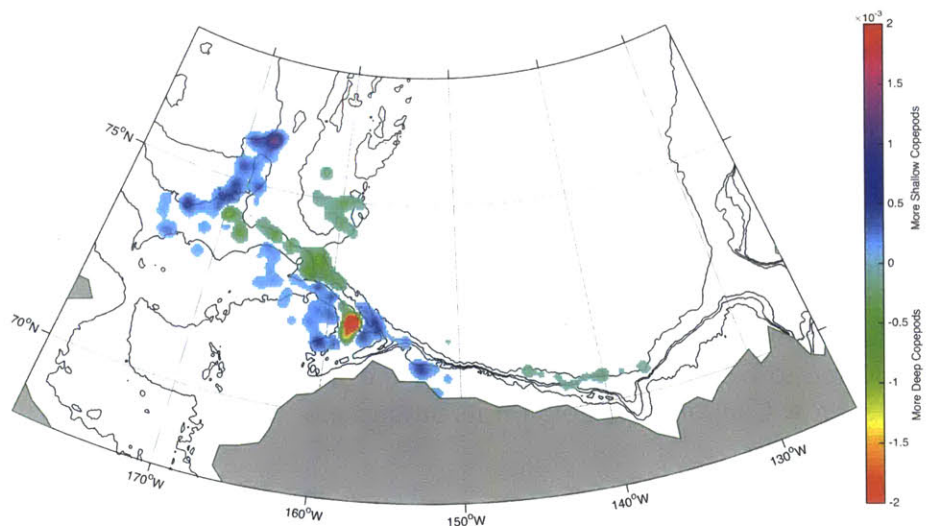 ×10⁻³
2
1.5
1
0.5
0
-0.5
-1
-1.5
-2
More Shallow Copepods
More Deep Copepods
75°N
70°N
170°W
160°W
150°W
140°W
130°W